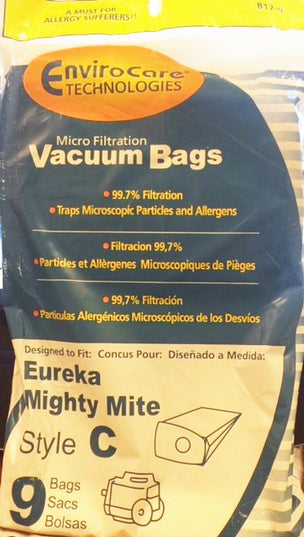 A MUST FOR
ALLERGY SUFFERERS!!
EnviroCare®
TECHNOLOGIES
Micro Filtration
Vacuum Bags
• 99.7% Filtration
• Traps Microscopic Particles and Allergens
• Filtracion 99,7%
• Particles et Allèrgenes Microscopiques de Pièges
• 99,7% Filtración
• Partículas Alergénicos Microscópicos de los Desvíos
Designed to Fit: Concus Pour: Diseñado a Medida:
Eureka
Mighty Mite
Style C
9 Bags
Sacs
Bolsas